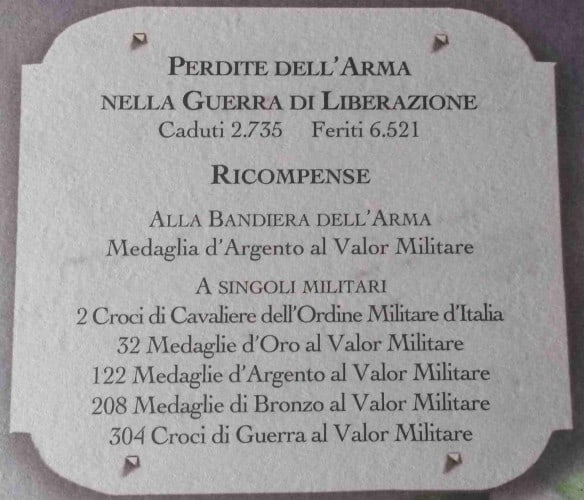 PERDITE DELL'ARMA
NELLA GUERRA DI LIBERAZIONE
Caduti 2.735 Feriti 6.521
RICOMPENSE
ALLA BANDIERA DELL'ARMA
Medaglia d'Argento al Valor Militare
A SINGOLI MILITARI
2 Croci di Cavaliere dell'Ordine Militare d'Italia
32 Medaglie d'Oro al Valor Militare
122 Medaglie d'Argento al Valor Militare
208 Medaglie di Bronzo al Valor Militare
304 Croci di Guerra al Valor Militare